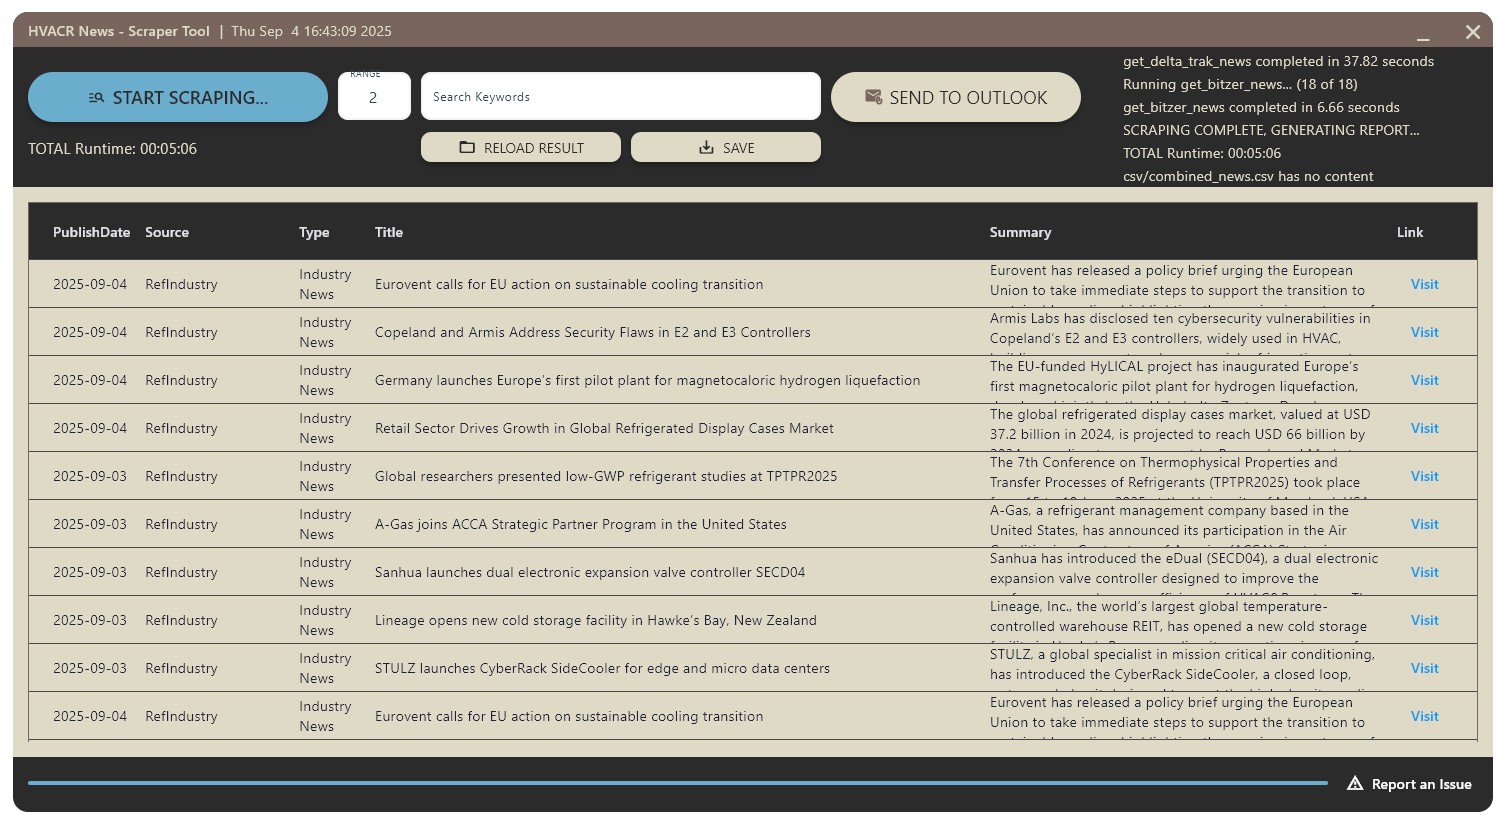 HVACR News - Scraper Tool | Thu Sep 4 16:43:09 2025
START SCRAPING...
RANGE
2
Search Keywords
SEND TO OUTLOOK
TOTAL Runtime: 00:05:06
RELOAD RESULT
SAVE
get_delta_trak_news completed in 37.82 seconds
Running get_bitzer_news... (18 of 18)
get_bitzer_news completed in 6.66 seconds
SCRAPING COMPLETE, GENERATING REPORT...
TOTAL Runtime: 00:05:06
csv/combined_news.csv has no content
PublishDate Source Type Title Summary Link
2025-09-04 RefIndustry Industry News Eurovent calls for EU action on sustainable cooling transition
Eurovent has released a policy brief urging the European
Union to take immediate steps to support the transition to
Visit
2025-09-04 RefIndustry Industry News Copeland and Armis Address Security Flaws in E2 and E3 Controllers
Armis Labs has disclosed ten cybersecurity vulnerabilities in
Copeland's E2 and E3 controllers, widely used in HVAC,
Visit
2025-09-04 RefIndustry Industry News Germany launches Europe's first pilot plant for magnetocaloric hydrogen liquefaction
The EU-funded HyLICAL project has inaugurated Europe's
first magnetocaloric pilot plant for hydrogen liquefaction,
Visit
2025-09-04 RefIndustry Industry News Retail Sector Drives Growth in Global Refrigerated Display Cases Market
The global refrigerated display cases market, valued at USD
37.2 billion in 2024, is projected to reach USD 66 billion by
Visit
2025-09-03 RefIndustry Industry News Global researchers presented low-GWP refrigerant studies at TPTPR2025
The 7th Conference on Thermophysical Properties and
Transfer Processes of Refrigerants (TPTPR2025) took place
Visit
2025-09-03 RefIndustry Industry News A-Gas joins ACCA Strategic Partner Program in the United States
A-Gas, a refrigerant management company based in the
United States, has announced its participation in the Air
Visit
2025-09-03 RefIndustry Industry News Sanhua launches dual electronic expansion valve controller SECD04
Sanhua has introduced the eDual (SECD04), a dual electronic
expansion valve controller designed to improve the
Visit
2025-09-03 RefIndustry Industry News Lineage opens new cold storage facility in Hawke's Bay, New Zealand
Lineage, Inc., the world's largest global temperature-
controlled warehouse REIT, has opened a new cold storage
Visit
2025-09-03 RefIndustry Industry News STULZ launches CyberRack SideCooler for edge and micro data centers
STULZ, a global specialist in mission critical air conditioning,
has introduced the CyberRack SideCooler, a closed loop,
Visit
2025-09-04 RefIndustry Industry News Eurovent calls for EU action on sustainable cooling transition
Eurovent has released a policy brief urging the European
Union to take immediate steps to support the transition to
Visit
Report an Issue